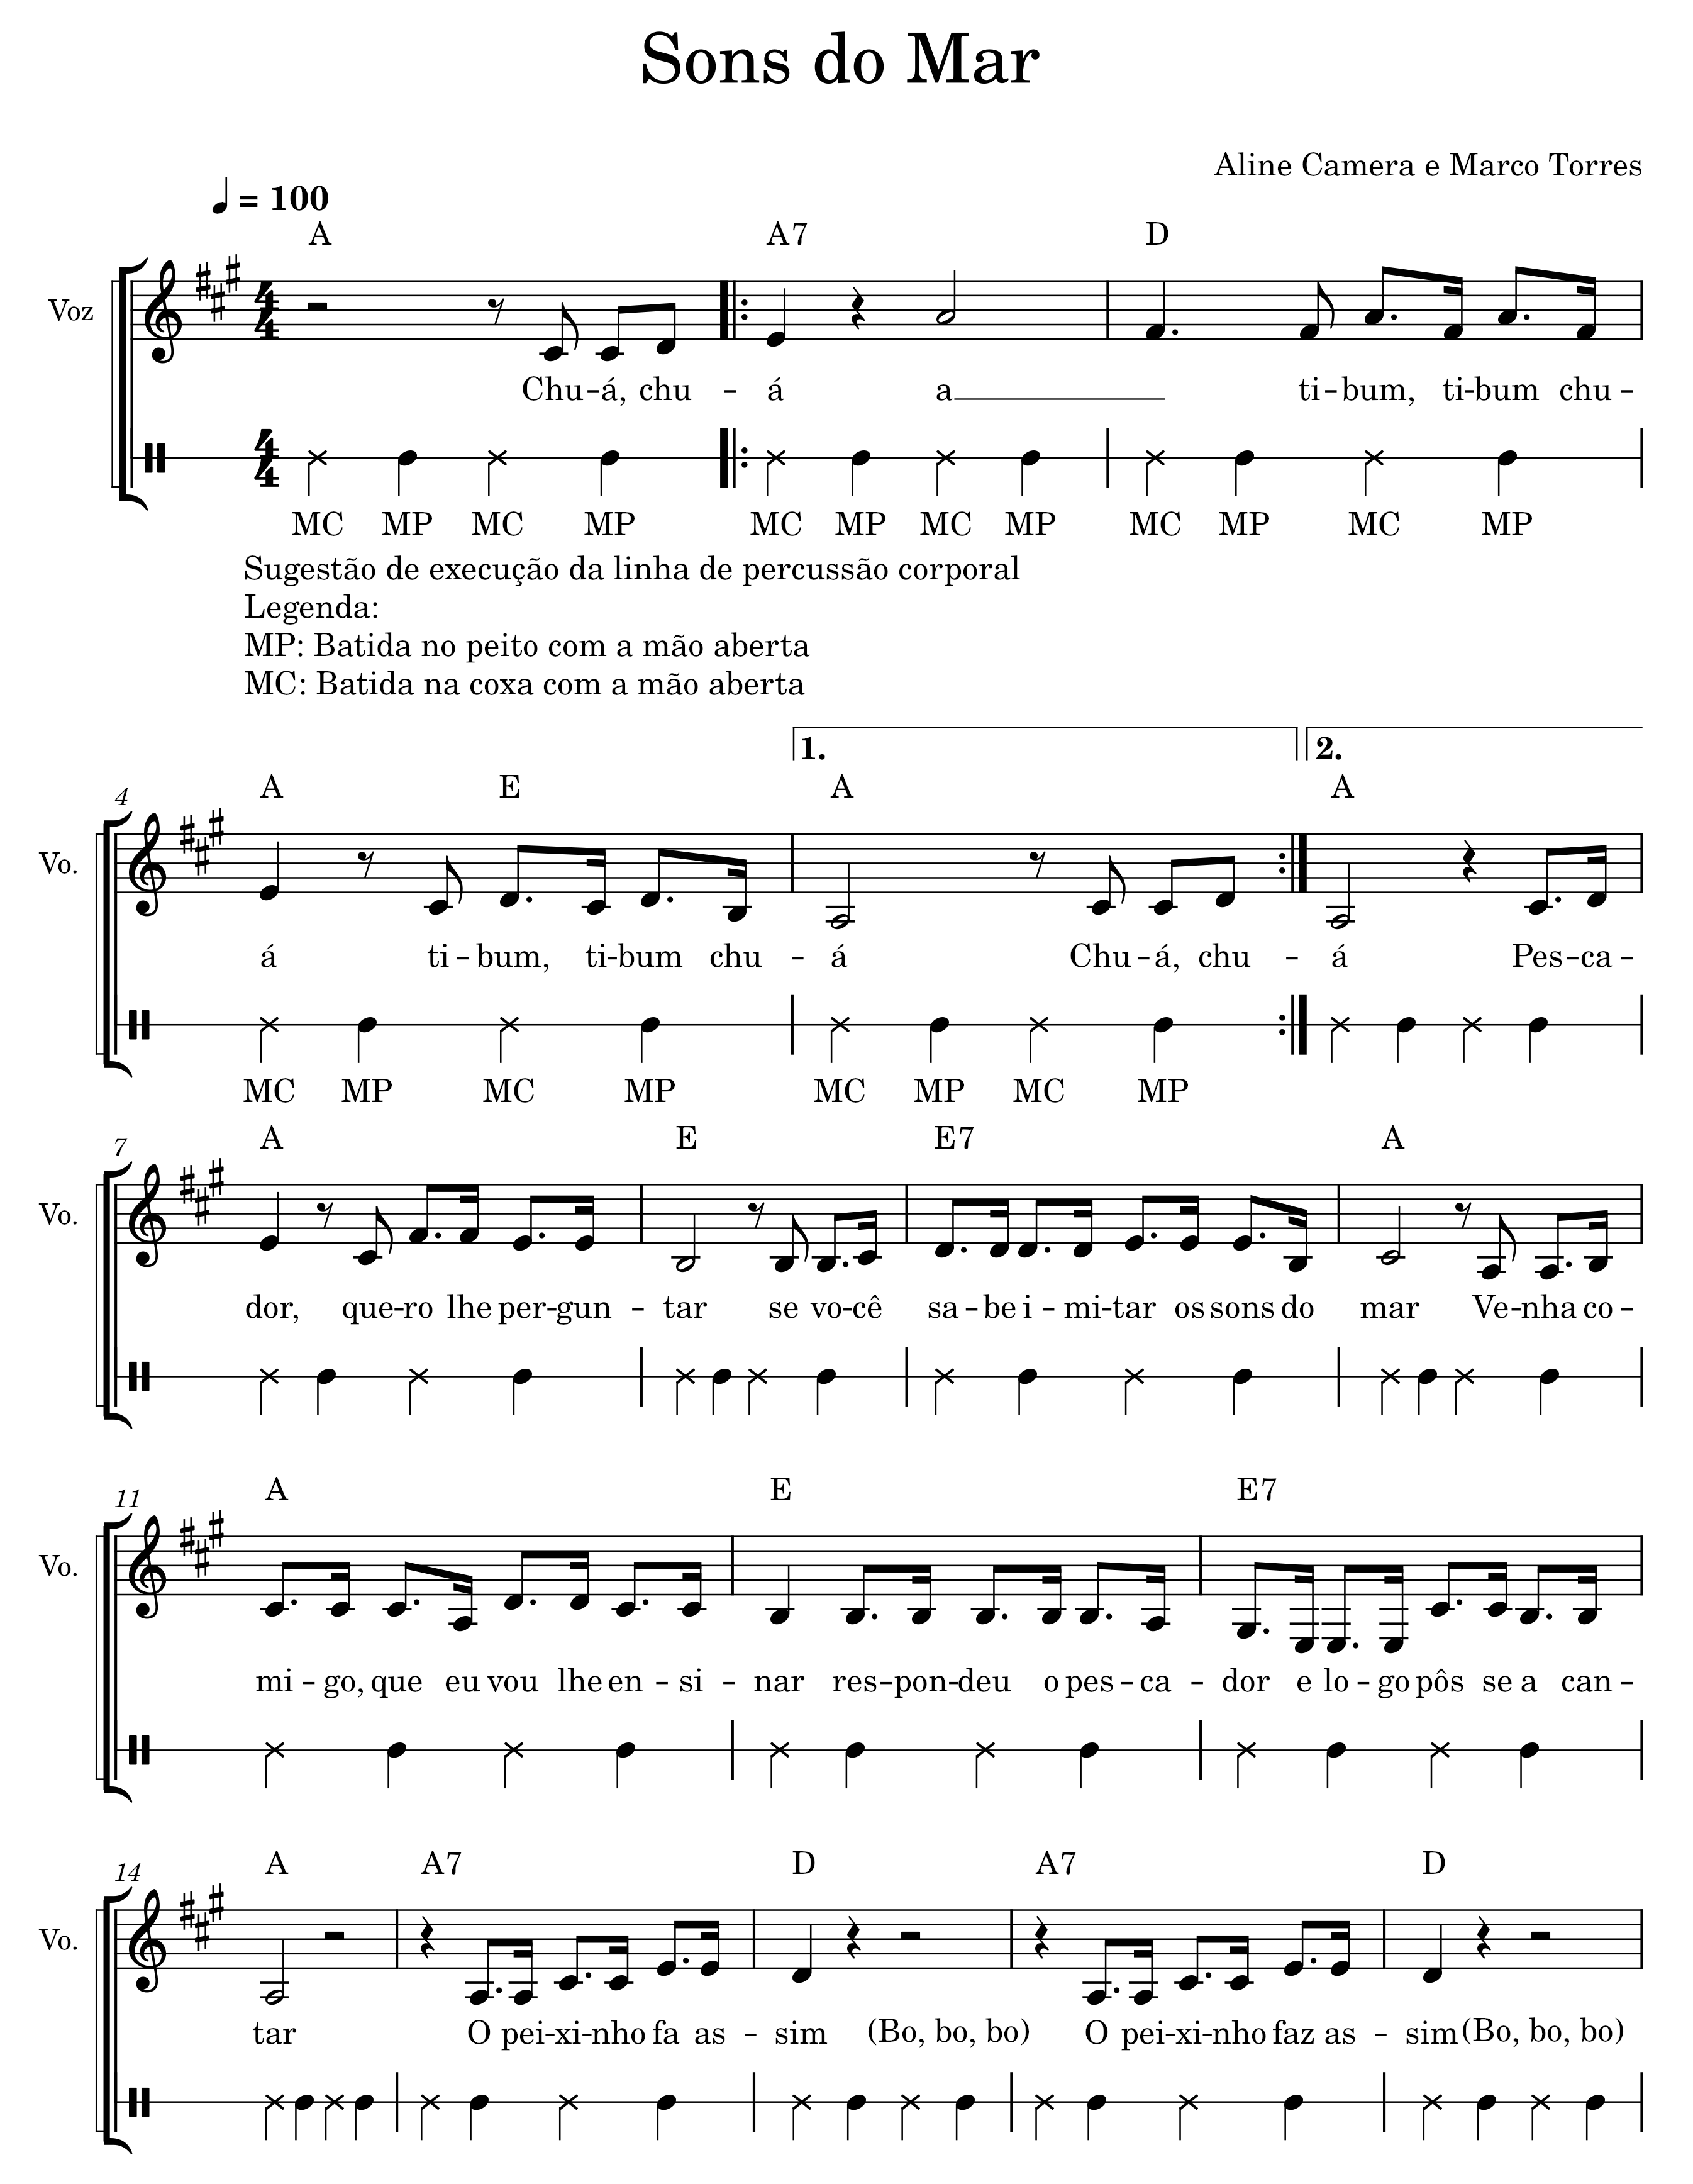 Sons do Mar
Aline Camera e Marco Torres
= 100
A A7 D
Voz
4/4
Chu – á, chu – á a ti – bum, ti – bum chu –
4/4
MC MP MC MP MC MP MC MP MC MP MC MP
Sugestão de execução da linha de percussão corporal
Legenda:
MP: Batida no peito com a mão aberta
MC: Batida na coxa com a mão aberta
1. 2.
4 A E A A
Vo.
á ti – bum, ti – bum chu – á Chu – á, chu – á Pes – ca –
MC MP MC MP MC MP MC MP
7 A E E7 A
Vo.
dor, que – ro lhe per – gun – tar se vo – cê sa – be i – mi – tar os sons do mar Ve – nha co –
11 A E E7
Vo.
mi – go, que eu vou lhe en – si – nar res – pon – deu o pes – ca – dor e lo – go pôs se a can –
14 A A7 D A7 D
Vo.
tar O pei – xi – nho fa as – sim (Bo, bo, bo) O pei – xi – nho faz as – sim (Bo, bo, bo)